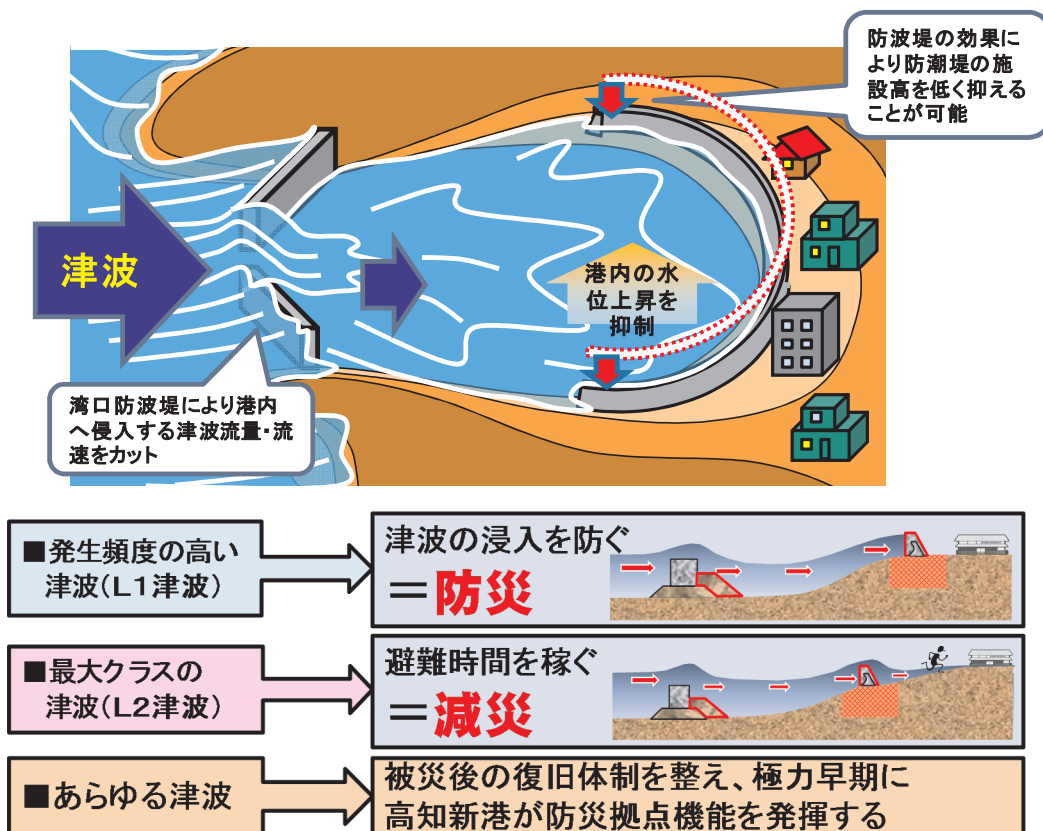 防波堤の効果に
より防潮堤の施
設高を低く抑える
ことが可能
津波
港内の水
位上昇を
抑制
湾口防波堤により港内
へ侵入する津波流量・流
速をカット
■発生頻度の高い
津波(L1津波)
津波の浸入を防ぐ
＝防災
■最大クラスの
津波(L2津波)
避難時間を稼ぐ
＝減災
■あらゆる津波
被災後の復旧体制を整え、極力早期に
高知新港が防災拠点機能を発揮する